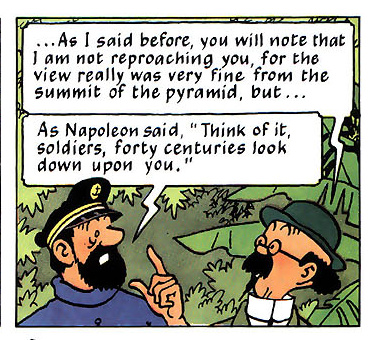 ...As I said before, you will note that
I am not reproaching you, for the
view really was very fine from the
summit of the pyramid, but...
As Napoleon said, "Think of it,
soldiers, forty centuries look
down upon you."